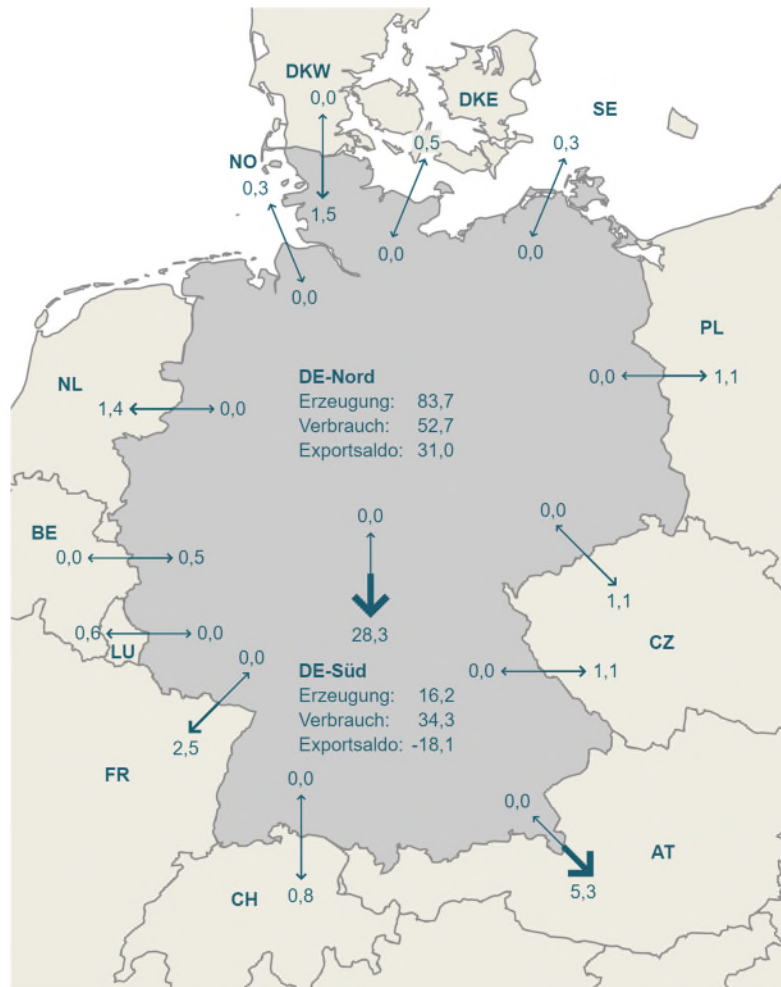 DKW
0,0
DKE
SE
0,5
0,3
NO
0,3
1,5
0,0
0,0
0,0
PL
NL
1,4
0,0
0,0
1,1
DE-Nord
Erzeugung: 83,7
Verbrauch: 52,7
Exportsaldo: 31,0
0,0
0,0
BE
0,0
0,5
1,1
0,6
0,0
LU
28,3
CZ
0,0
DE-Süd
Erzeugung: 16,2
Verbrauch: 34,3
Exportsaldo: -18,1
0,0
1,1
2,5
FR
0,0
0,0
AT
CH
0,8
5,3